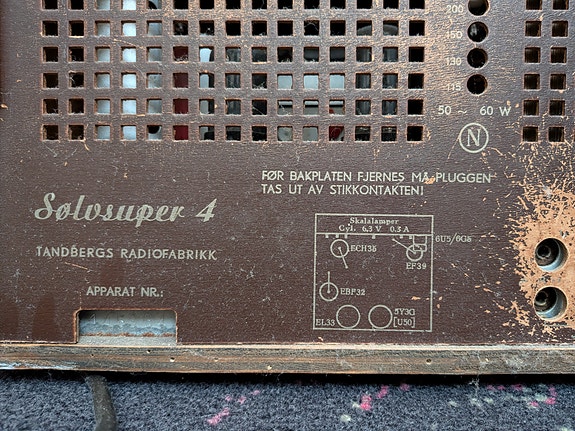 200
150
130
115
50 ~ 60 W
N
FØR BAKPLATEN FJERNES MÅ PLUGGEN
TAS UT AV STIKKONTAKTEN!
Sølvsuper 4
TANDBERGS RADIOFABRIKK
APPARAT NR.:
Skalalamper
Cyl. 6,3 V 0.3 A
6U5/6G5
ECH35
EF39
EBF32
5Y3G
EL33
[U50]